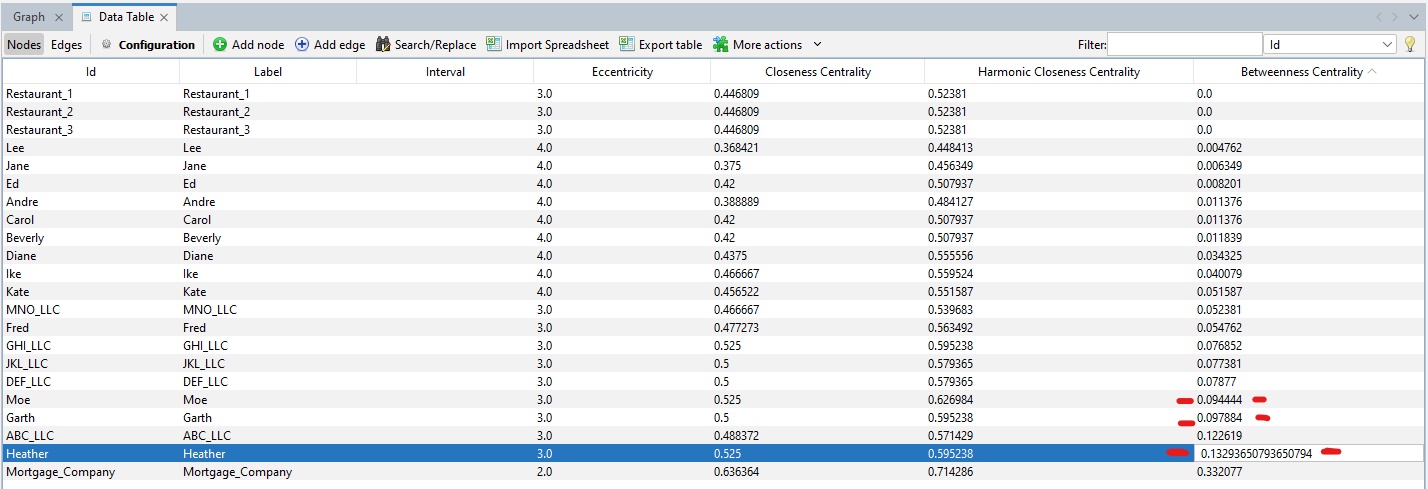 Graph Data Table
Nodes Edges Configuration Add node Add edge Search/Replace Import Spreadsheet Export table More actions Filter: Id
Id Label Interval Eccentricity Closeness Centrality Harmonic Closeness Centrality Betweenness Centrality
Restaurant_1 Restaurant_1 3.0 0.446809 0.52381 0.0
Restaurant_2 Restaurant_2 3.0 0.446809 0.52381 0.0
Restaurant_3 Restaurant_3 3.0 0.446809 0.52381 0.0
Lee Lee 4.0 0.368421 0.448413 0.004762
Jane Jane 4.0 0.375 0.456349 0.006349
Ed Ed 4.0 0.42 0.507937 0.008201
Andre Andre 4.0 0.388889 0.484127 0.011376
Carol Carol 4.0 0.42 0.507937 0.011376
Beverly Beverly 4.0 0.42 0.507937 0.011839
Diane Diane 4.0 0.4375 0.555556 0.034325
Ike Ike 4.0 0.466667 0.559524 0.040079
Kate Kate 4.0 0.456522 0.551587 0.051587
MNO_LLC MNO_LLC 3.0 0.466667 0.539683 0.052381
Fred Fred 3.0 0.477273 0.563492 0.054762
GHI_LLC GHI_LLC 3.0 0.525 0.595238 0.076852
JKL_LLC JKL_LLC 3.0 0.5 0.579365 0.077381
DEF_LLC DEF_LLC 3.0 0.5 0.579365 0.07877
Moe Moe 3.0 0.525 0.626984 0.094444
Garth Garth 3.0 0.5 0.595238 0.097884
ABC_LLC ABC_LLC 3.0 0.488372 0.571429 0.122619
Heather Heather 3.0 0.525 0.595238 0.13293650793650794
Mortgage_Company Mortgage_Company 2.0 0.636364 0.714286 0.332077